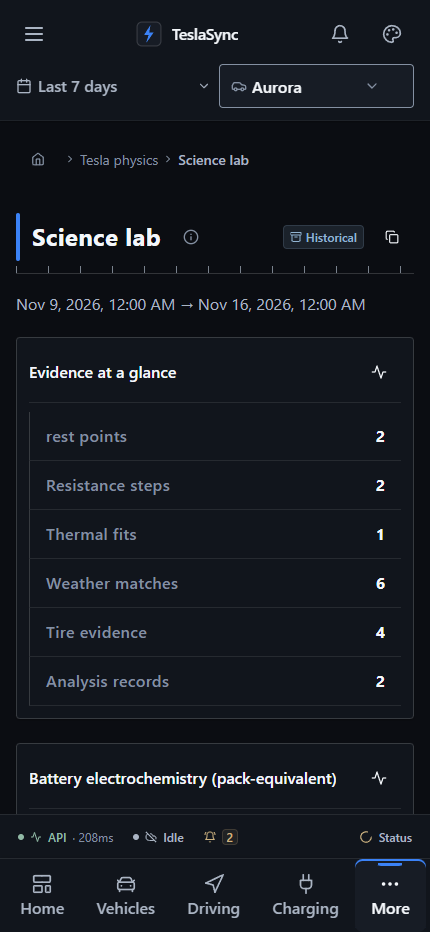 TeslaSync
Last 7 days
Aurora
Tesla physics
Science lab
Science lab
Historical
Nov 9, 2026, 12:00 AM → Nov 16, 2026, 12:00 AM
Evidence at a glance
rest points 2
Resistance steps 2
Thermal fits 1
Weather matches 6
Tire evidence 4
Analysis records 2
Battery electrochemistry (pack-equivalent)
API · 208ms
Idle
2
Status
Home
Vehicles
Driving
Charging
More